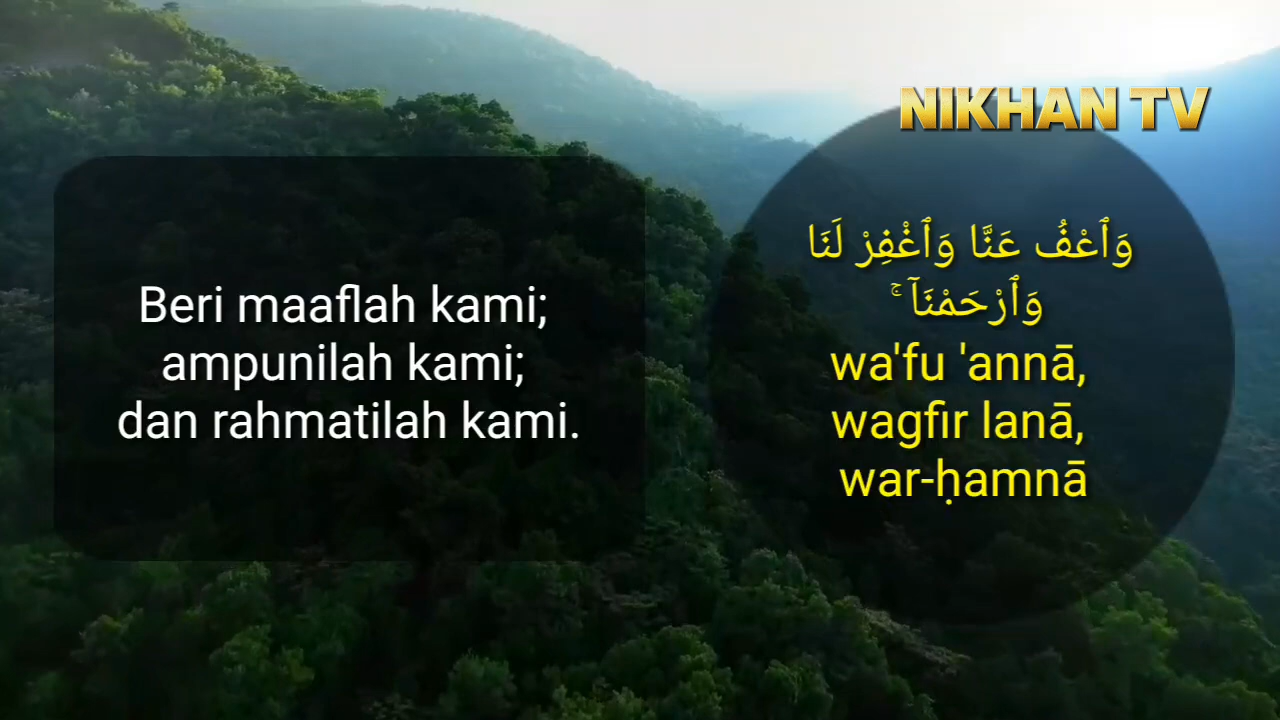 NIKHAN TV
Beri maaflah kami;
ampunilah kami;
dan rahmatilah kami.
وَٱعْفُ عَنَّا وَٱغْفِرْ لَنَا
وَٱرْحَمْنَآ ۚ
wa'fu 'annā,
wagfir lanā,
war-ḥamnā